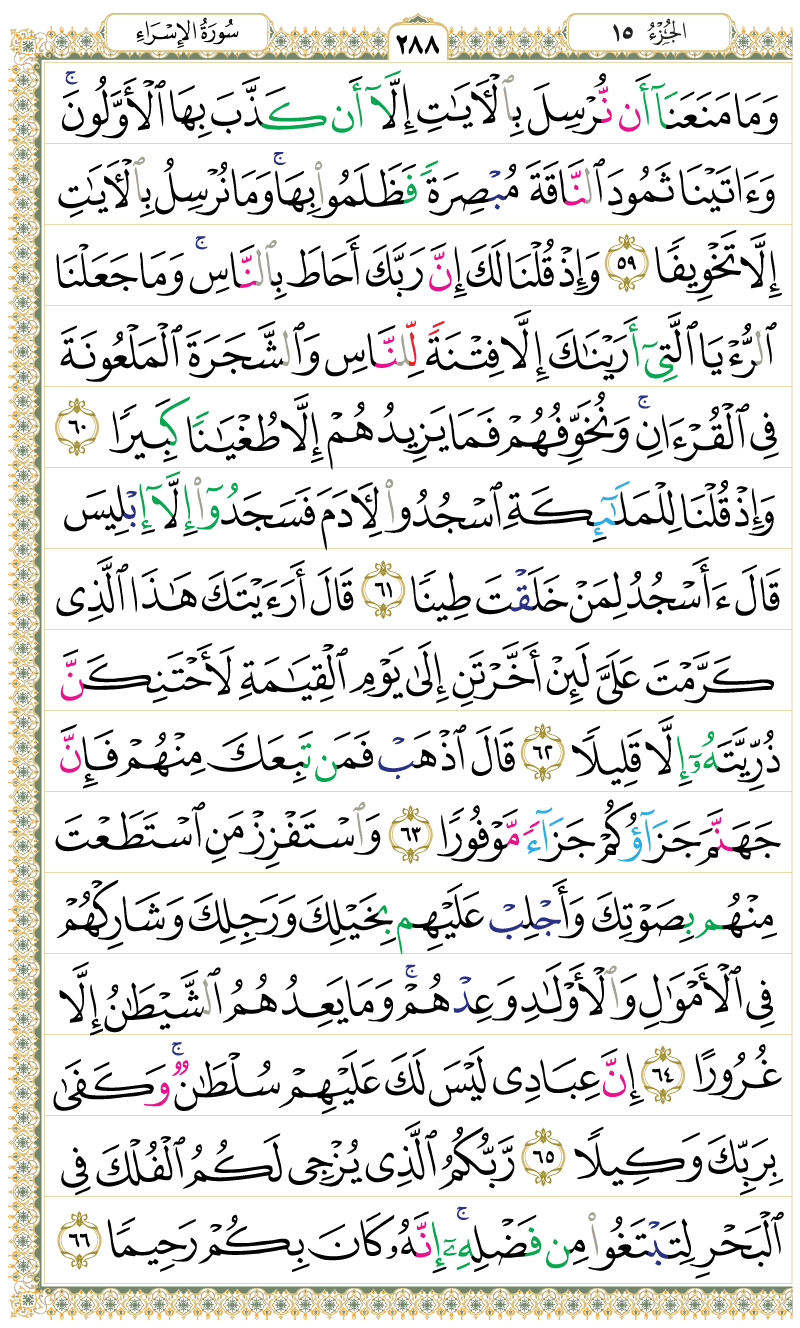 الجُزْءُ ١٥
٢٨٨
سُورَةُ الإِسْرَاءِ
وَمَا مَنَعَنَآ أَن نُّرْسِلَ بِٱلْأٓيَٰتِ إِلَّآ أَن كَذَّبَ بِهَا ٱلْأَوَّلُونَۚ
وَءَاتَيْنَا ثَمُودَ ٱلنَّاقَةَ مُبْصِرَةً فَظَلَمُوا۟ بِهَاۚ وَمَا نُرْسِلُ بِٱلْأٓيَٰتِ
إِلَّا تَخْوِيفًا ٥٩ وَإِذْ قُلْنَا لَكَ إِنَّ رَبَّكَ أَحَاطَ بِٱلنَّاسِۚ وَمَا جَعَلْنَا
ٱلرُّءْيَا ٱلَّتِىٓ أَرَيْنَٰكَ إِلَّا فِتْنَةً لِّلنَّاسِ وَٱلشَّجَرَةَ ٱلْمَلْعُونَةَ
فِى ٱلْقُرْءَانِۚ وَنُخَوِّفُهُمْ فَمَا يَزِيدُهُمْ إِلَّا طُغْيَٰنًا كَبِيرًا ٦٠
وَإِذْ قُلْنَا لِلْمَلَٰٓئِكَةِ ٱسْجُدُوا۟ لِأٓدَمَ فَسَجَدُوٓا۟ إِلَّآ إِبْلِيسَ
قَالَ ءَأَسْجُدُ لِمَنْ خَلَقْتَ طِينًا ٦١ قَالَ أَرَءَيْتَكَ هَٰذَا ٱلَّذِى
كَرَّمْتَ عَلَىَّ لَئِنْ أَخَّرْتَنِ إِلَىٰ يَوْمِ ٱلْقِيَٰمَةِ لَأَحْتَنِكَنَّ
ذُرِّيَّتَهُۥٓ إِلَّا قَلِيلًا ٦٢ قَالَ ٱذْهَبْ فَمَن تَبِعَكَ مِنْهُمْ فَإِنَّ
جَهَنَّمَ جَزَآؤُكُمْ جَزَآءً مَّوْفُورًا ٦٣ وَٱسْتَفْزِزْ مَنِ ٱسْتَطَعْتَ
مِنْهُم بِصَوْتِكَ وَأَجْلِبْ عَلَيْهِم بِخَيْلِكَ وَرَجِلِكَ وَشَارِكْهُمْ
فِى ٱلْأَمْوَٰلِ وَٱلْأَوْلَٰدِ وَعِدْهُمْۚ وَمَا يَعِدُهُمُ ٱلشَّيْطَٰنُ إِلَّا
غُرُورًا ٦٤ إِنَّ عِبَادِى لَيْسَ لَكَ عَلَيْهِمْ سُلْطَٰنٌۚ وَكَفَىٰ
بِرَبِّكَ وَكِيلًا ٦٥ رَّبُّكُمُ ٱلَّذِى يُزْجِى لَكُمُ ٱلْفُلْكَ فِى
ٱلْبَحْرِ لِتَبْتَغُوا۟ مِن فَضْلِهِۦٓۚ إِنَّهُۥ كَانَ بِكُمْ رَحِيمًا ٦٦